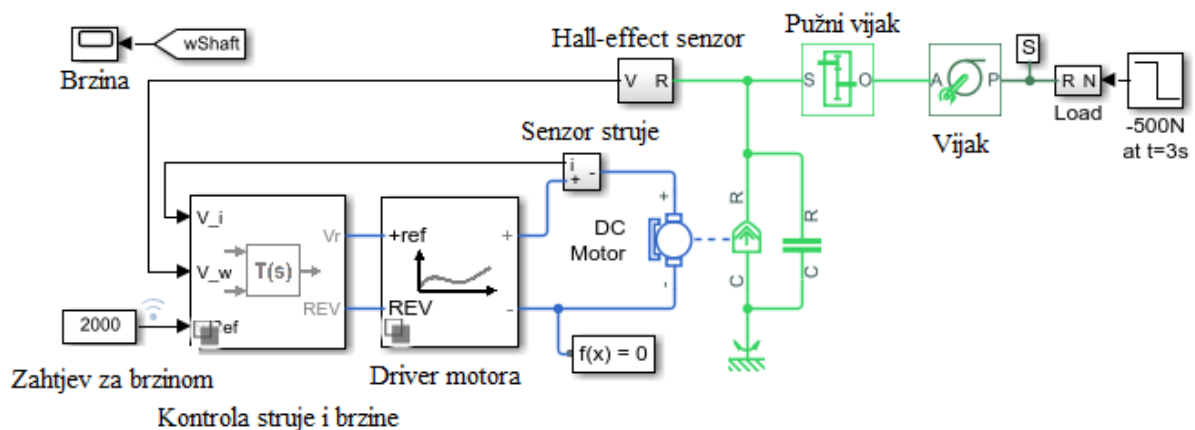 wShaft
Brzina
Hall-effect senzor
V R
Pužni vijak
S O
A P
Vijak
S
R N
Load
-500N
at t=3s
Senzor struje
i
+ -
V_i
V_w
T(s)
Vr
REV
+ref
REV
+
-
DC
Motor
+
-
R
C
R
C
2000
Zahtjev za brzinom
Kontrola struje i brzine
Driver motora
f(x) = 0